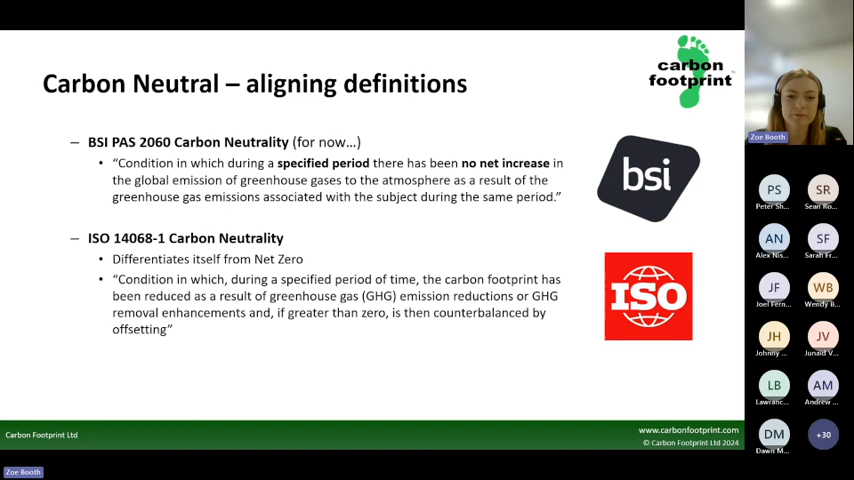 Carbon Neutral – aligning definitions
carbon
footprint
– BSI PAS 2060 Carbon Neutrality (for now...)
• “Condition in which during a specified period there has been no net increase in
the global emission of greenhouse gases to the atmosphere as a result of the
greenhouse gas emissions associated with the subject during the same period.”
bsi
– ISO 14068-1 Carbon Neutrality
• Differentiates itself from Net Zero
• “Condition in which, during a specified period of time, the carbon footprint has
been reduced as a result of greenhouse gas (GHG) emission reductions or GHG
removal enhancements and, if greater than zero, is then counterbalanced by
offsetting”
ISO
Carbon Footprint Ltd
www.carbonfootprint.com
© Carbon Footprint Ltd 2024
Zoe Booth
Zoe Booth
PS
SR
Peter Sh...
Sean Ro...
AN
SF
Alex Nis...
Sarah Fr...
JF
WB
Joel Fern...
Wendy B...
JH
JV
Johnny ...
Junaid V...
LB
AM
Lawranc...
Andrew ...
DM
+30
Dawn M...